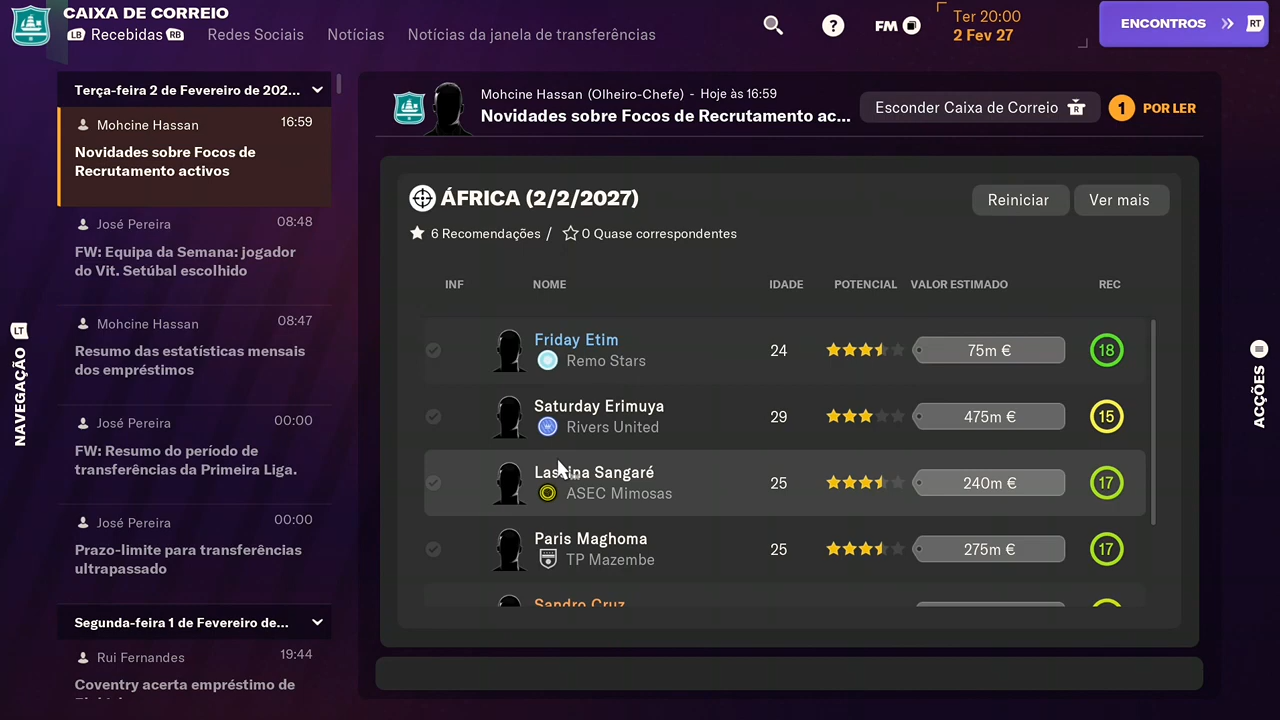 CAIXA DE CORREIO
LB Recebidas RB Redes Sociais Notícias Notícias da janela de transferências
FM
Ter 20:00
2 Fev 27
ENCONTROS RT
Terça-feira 2 de Fevereiro de 202...
Mohcine Hassan 16:59
Novidades sobre Focos de
Recrutamento activos
José Pereira 08:48
FW: Equipa da Semana: jogador
do Vit. Setúbal escolhido
Mohcine Hassan 08:47
Resumo das estatísticas mensais
dos empréstimos
José Pereira 00:00
FW: Resumo do período de
transferências da Primeira Liga.
José Pereira 00:00
Prazo-limite para transferências
ultrapassado
Segunda-feira 1 de Fevereiro de...
Rui Fernandes 19:44
Coventry acerta empréstimo de
LT
NAVEGAÇÃO
Mohcine Hassan (Olheiro-Chefe) - Hoje às 16:59
Novidades sobre Focos de Recrutamento ac...
Esconder Caixa de Correio R
1 POR LER
ÁFRICA (2/2/2027)
Reiniciar
Ver mais
6 Recomendações / 0 Quase correspondentes
INF NOME IDADE POTENCIAL VALOR ESTIMADO REC
Friday Etim
Remo Stars
24 75m € 18
Saturday Erimuya
Rivers United
29 475m € 15
Lassina Sangaré
ASEC Mimosas
25 240m € 17
Paris Maghoma
TP Mazembe
25 275m € 17
Sandro Cruz
ACÇÕES